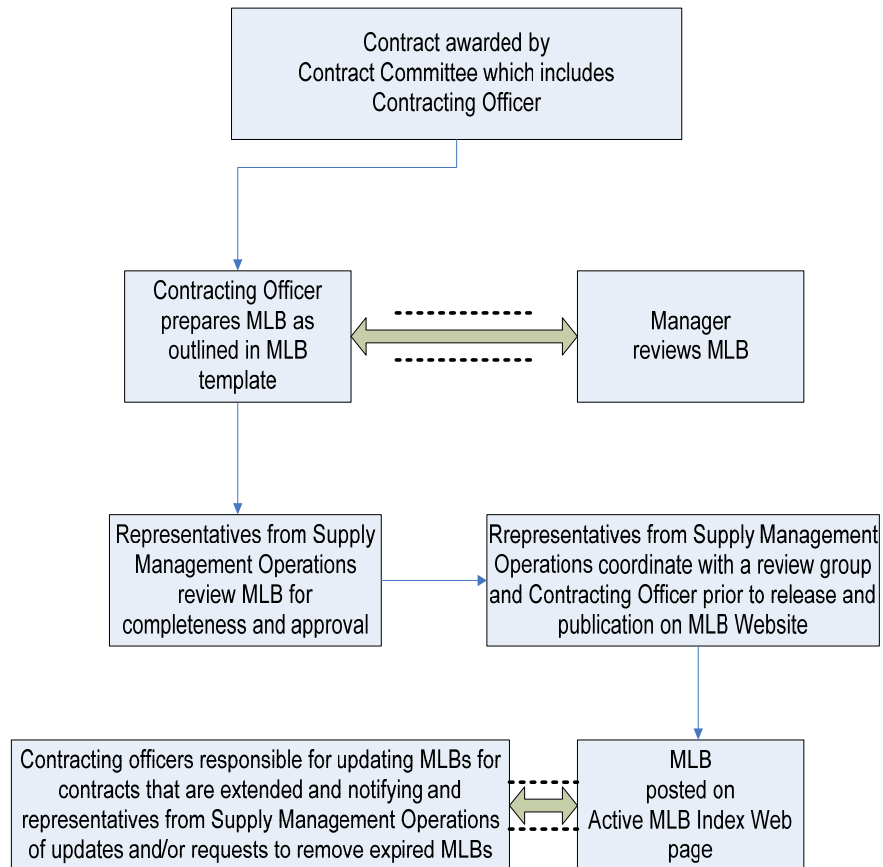 Contract awarded by
Contract Committee which includes
Contracting Officer
Contracting Officer
prepares MLB as
outlined in MLB
template
Manager
reviews MLB
Representatives from Supply
Management Operations
review MLB for
completeness and approval
Rrepresentatives from Supply Management
Operations coordinate with a review group
and Contracting Officer prior to release and
publication on MLB Website
Contracting officers responsible for updating MLBs for
contracts that are extended and notifying and
representatives from Supply Management Operations
of updates and/or requests to remove expired MLBs
MLB
posted on
Active MLB Index Web
page